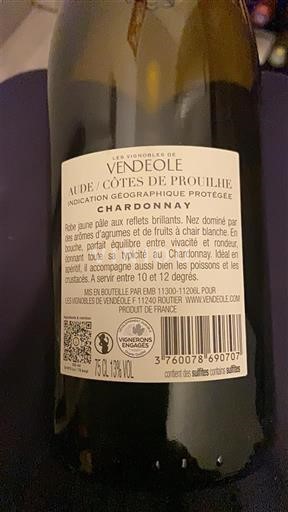 LES VIGNOBLES DE
VENDEOLE
AUDE / CÔTES DE PROUILHE
INDICATION GÉOGRAPHIQUE PROTÉGÉE
CHARDONNAY
Robe jaune pâle aux reflets brillants. Nez dominé par
des arômes d'agrumes et de fruits à chair blanche. En
bouche, parfait équilibre entre vivacité et rondeur,
donnant toute sa typicité au Chardonnay. Idéal en
apéritif, il accompagne aussi bien les poissons et les
crustacés. A servir entre 10 et 12 degrés.
MIS EN BOUTEILLE PAR EMB 11300-11206L POUR
LES VIGNOBLES DE VENDÉOLE F 11240 ROUTIER WWW.VENDEOLE.COM
PRODUIT DE FRANCE
75 CL 13% VOL
VIGNERONS
ENGAGÉS
3 760078 690707
contient des sulfites contains sulfites